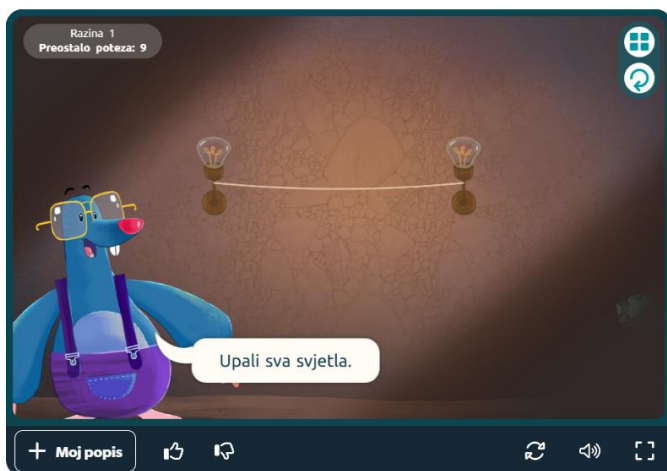 Razina 1
Preostalo poteza: 9
Upali sva svjetla.
Moj popis